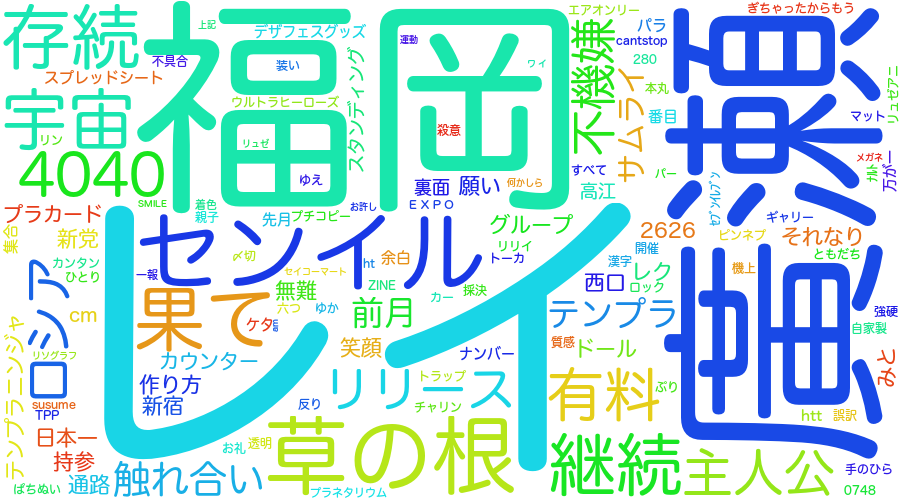 存続
上記
福岡
デザフェスグッズ
エアオンリー
パラ
ぎちゃったからもう
運動
cantstop
不具合
スプレッドシート
装い
ワイ
不機嫌
280
瀬
リュゼアニ
宇宙
ウルトラヒーローズ
スタンディング
サムライ
本丸
番目
マット
殺意
リン
リュゼ
4040
ゆえ
すべて
パー
メガネ
万が一
裏面
願い
何かしら
高江
SMILE
着色
親子
お許し
EXPO
プラカード
先月
プチコピー
レイ
グループ
2626
ギャリー
集合
新党
センイル
リリイ
開催
ピンネブ
それなり
カンタン
〆切
余白
トーカ
漢字
ともだち
ひとり
一報
セイコーマート
ht
西口
レク
機上
ロシア
果て
無難
ZINE
カー
採決
ロック
cm
六つ
ゆか
前月
テンプラ
強硬
ケタ
am
自家製
テンプラニンジャ
リソグラフ
カウンター
笑顔
ナンバー
質感
ドール
みと
作り方
リリース
トラップ
有料
ぷり
susume
新宿
反り
チャリン
htt
誤訳
TPP
日本一
お礼
透明
草の根
継続
主人公
持参
触れ合い
手のひら
ぱちぬい
通路
プラネタリウム
0748